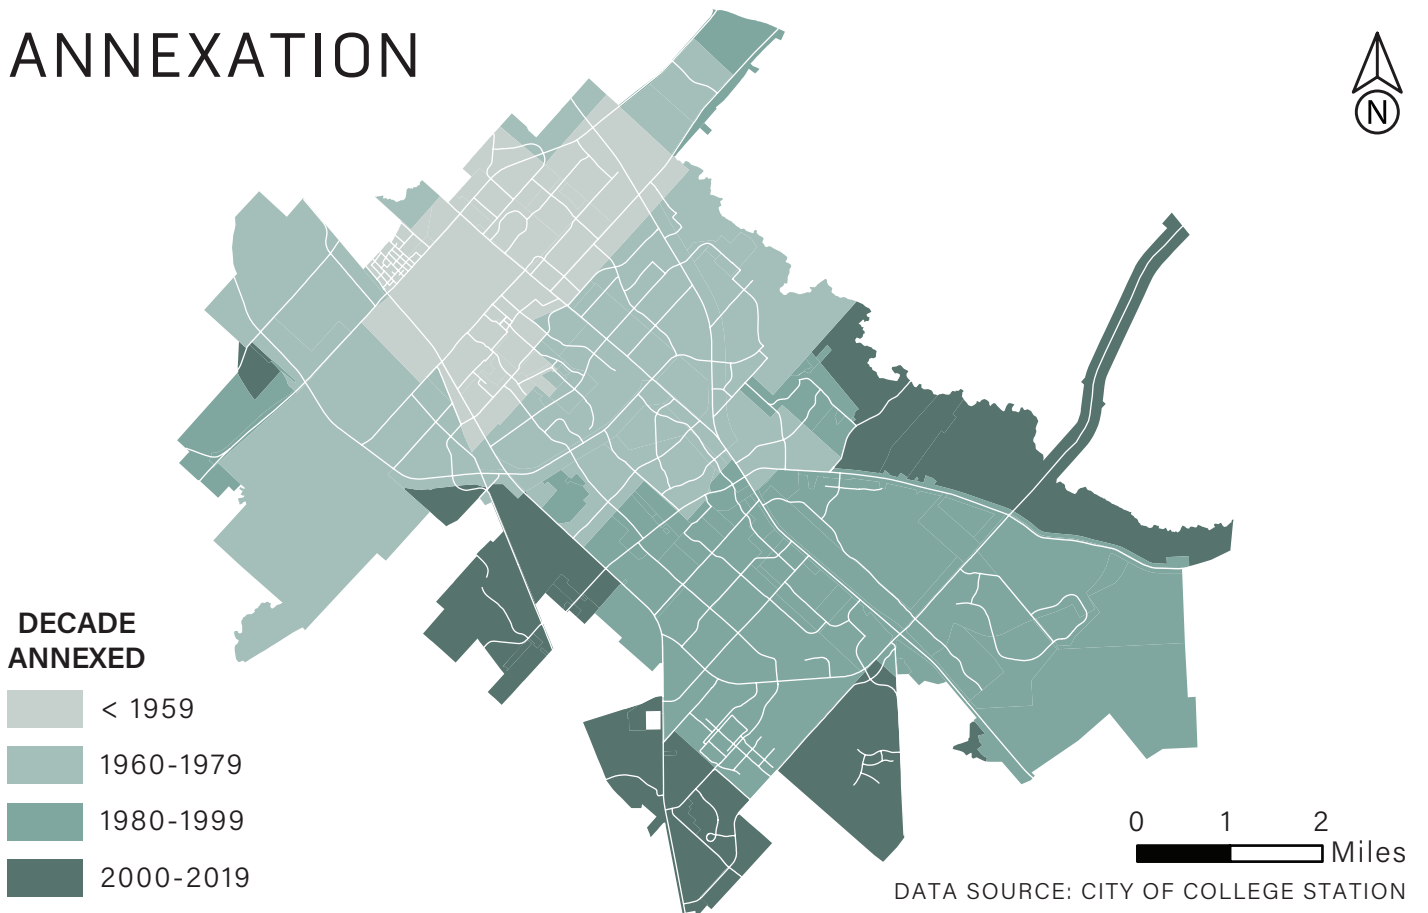 ANNEXATION
N
DECADE
ANNEXED
< 1959
1960-1979
1980-1999
2000-2019
0 1 2
Miles
DATA SOURCE: CITY OF COLLEGE STATION